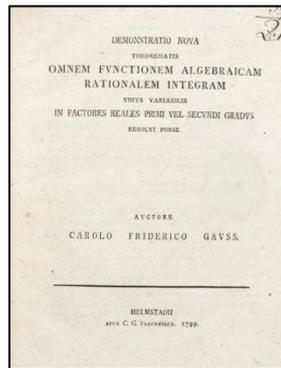 DEMONSTRATIO NOVA
THEOREMATIS
OMNEM FVNCTIONEM ALGEBRAICAM
RATIONALEM INTEGRAM
VNIVS VARIABILIS
IN FACTORES REALES PRIMI VEL SECVNDI GRADVS
RESOLVI POSSE
AVCTORE
CAROLO FRIDERICO GAVSS.
HELMSTADII
APVD C. G. FLECKEISEN. 1799.